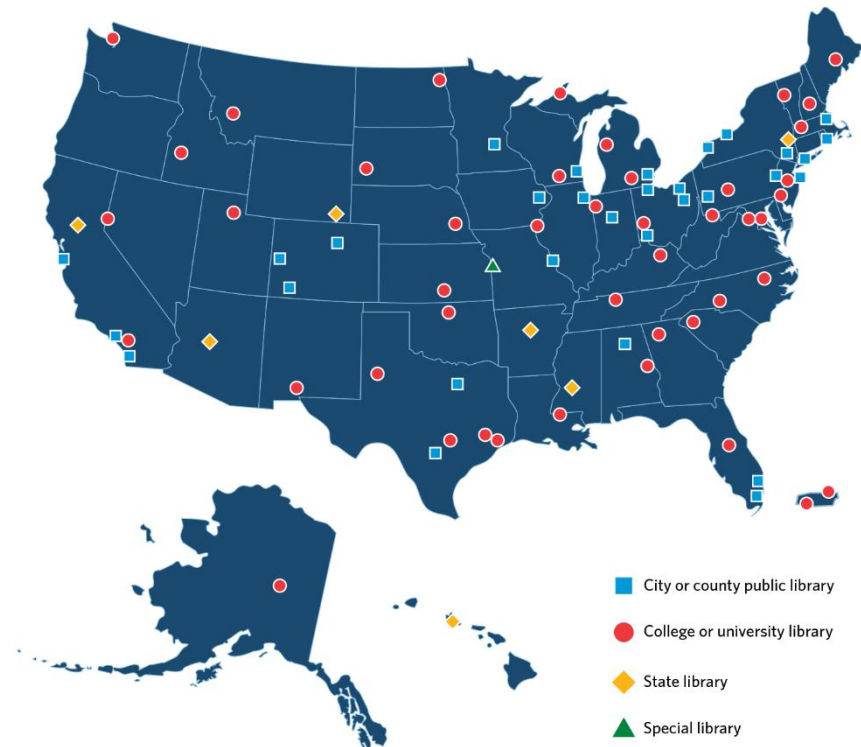 City or county public library
College or university library
State library
Special library